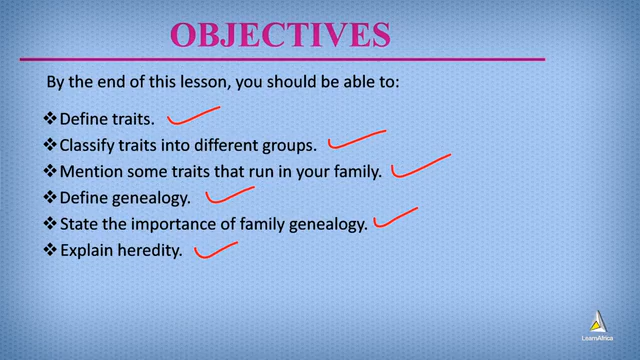 OBJECTIVES
By the end of this lesson, you should be able to:
❖Define traits.
❖Classify traits into different groups.
❖Mention some traits that run in your family.
❖Define genealogy.
❖State the importance of family genealogy.
❖Explain heredity.
LearnAfrica